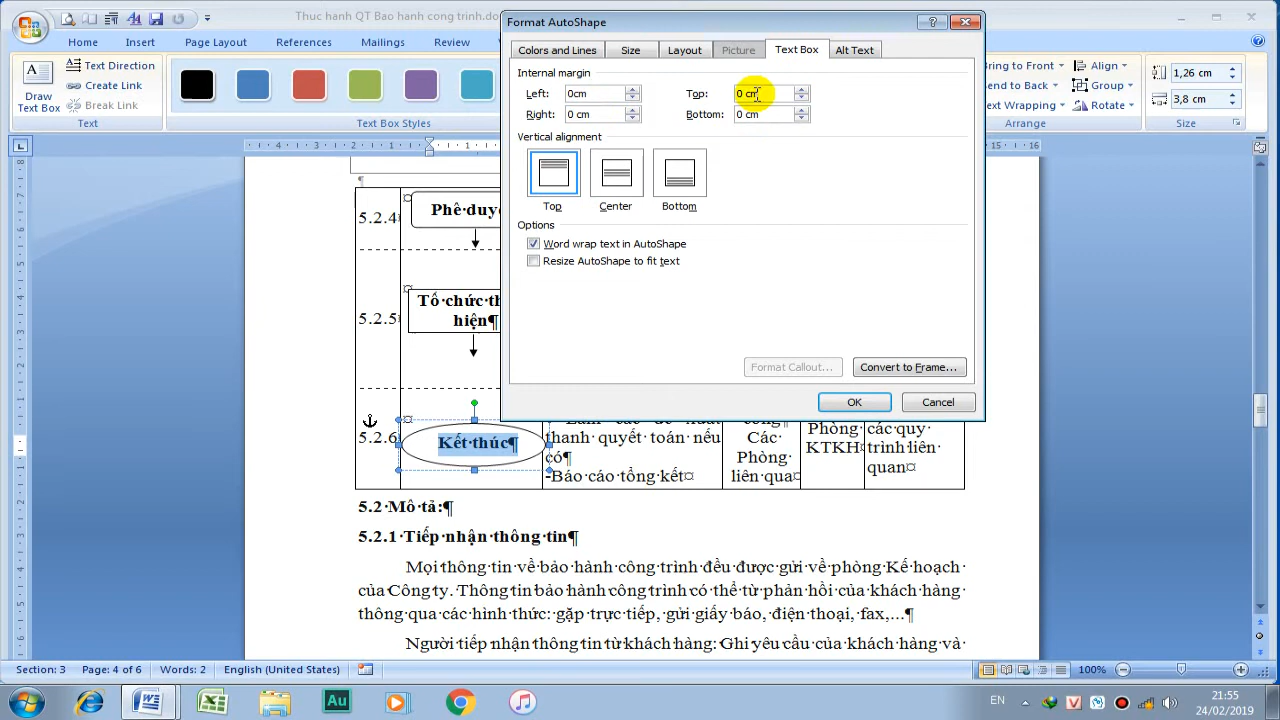 Thuc hanh QT Bao hanh cong trinh.do
Format AutoShape
Home
Insert
Page Layout
References
Mailings
Review
Draw
Text Box
Text Direction
Create Link
Break Link
Text
Text Box Styles
Colors and Lines
Size
Layout
Picture
Text Box
Alt Text
Internal margin
Left: 0cm
Top: 0 cm
Right: 0 cm
Bottom: 0 cm
Vertical alignment
Top
Center
Bottom
Options
Word wrap text in AutoShape
Resize AutoShape to fit text
Format Callout...
Convert to Frame...
OK
Cancel
Bring to Front
Send to Back
Align
Group
Rotate
Arrange
1,26 cm
3,8 cm
Size
5.2.4
Phê duy
5.2.5
Tổ chức th
hiện¶
5.2.6
Kết thúc¶
thanh quyết toán nếu
có¶
-Báo cáo tổng kết¤
công¶
Các
Phòng
liên qua¤
Phòng
KTKH¤
các quy
trình liên
quan¤
5.2 Mô tả:¶
5.2.1 Tiếp nhận thông tin¶
Mọi thông tin về bảo hành công trình đều được gửi về phòng Kế hoạch
của Công ty. Thông tin bảo hành công trình có thể từ phản hồi của khách hàng
thông qua các hình thức: gặp trực tiếp, gửi giấy báo, điện thoại, fax,...¶
Người tiếp nhận thông tin từ khách hàng: Ghi yêu cầu của khách hàng và
Section: 3
Page: 4 of 6
Words: 2
English (United States)
100%
EN
21:55
24/02/2019